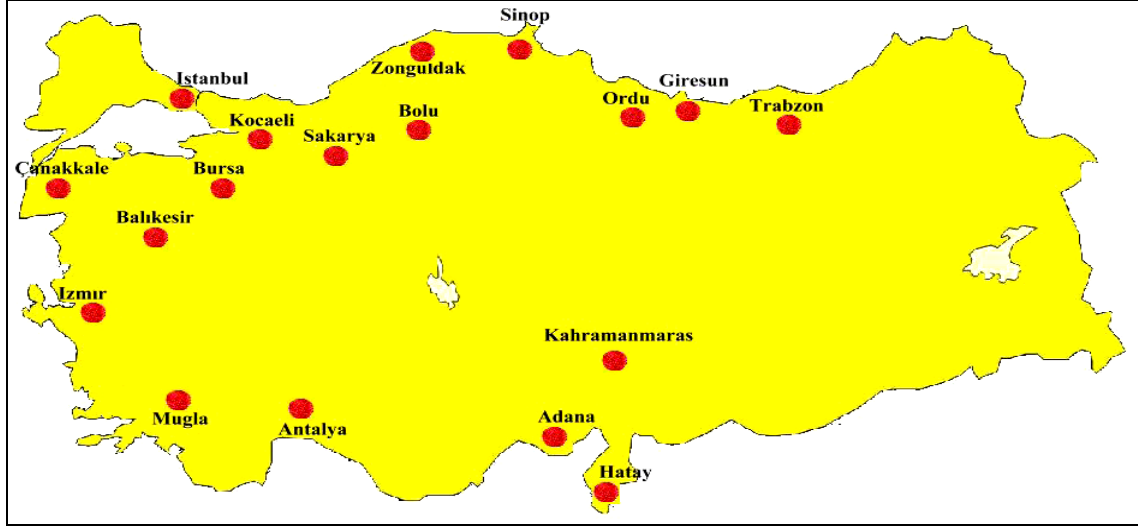 Sinop
Zonguldak
Istanbul
Giresun
Ordu
Trabzon
Bolu
Kocaeli
Sakarya
Çanakkale
Bursa
Balıkesir
Izmır
Kahramanmaras
Mugla
Antalya
Adana
Hatay